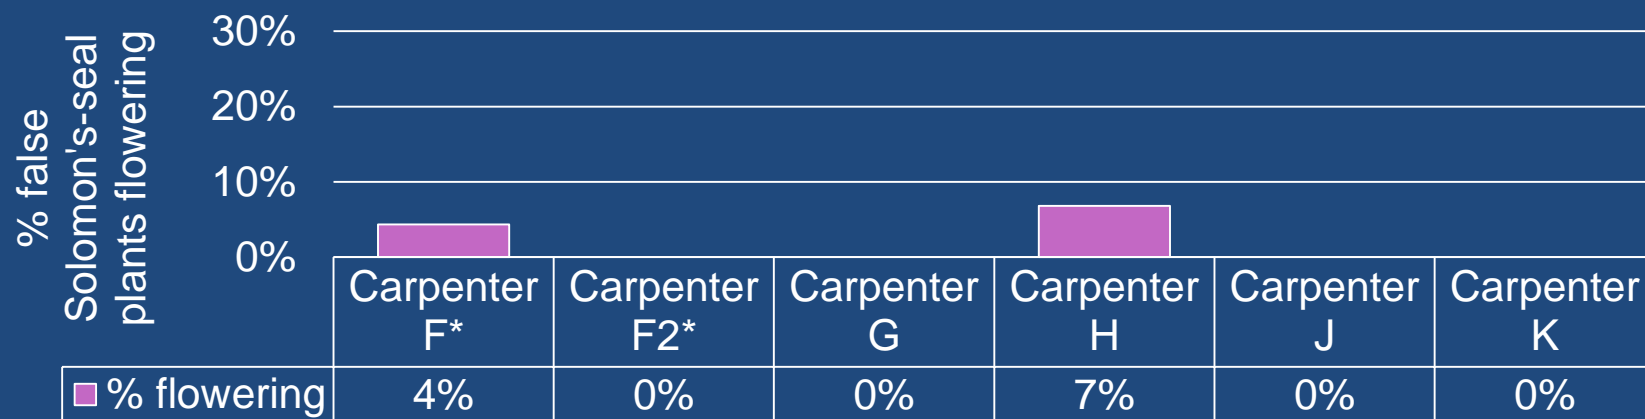 % false
Solomon's-seal
plants flowering
30%
20%
10%
0%
Carpenter F*
Carpenter F2*
Carpenter G
Carpenter H
Carpenter J
Carpenter K
% flowering 4% 0% 0% 7% 0% 0%